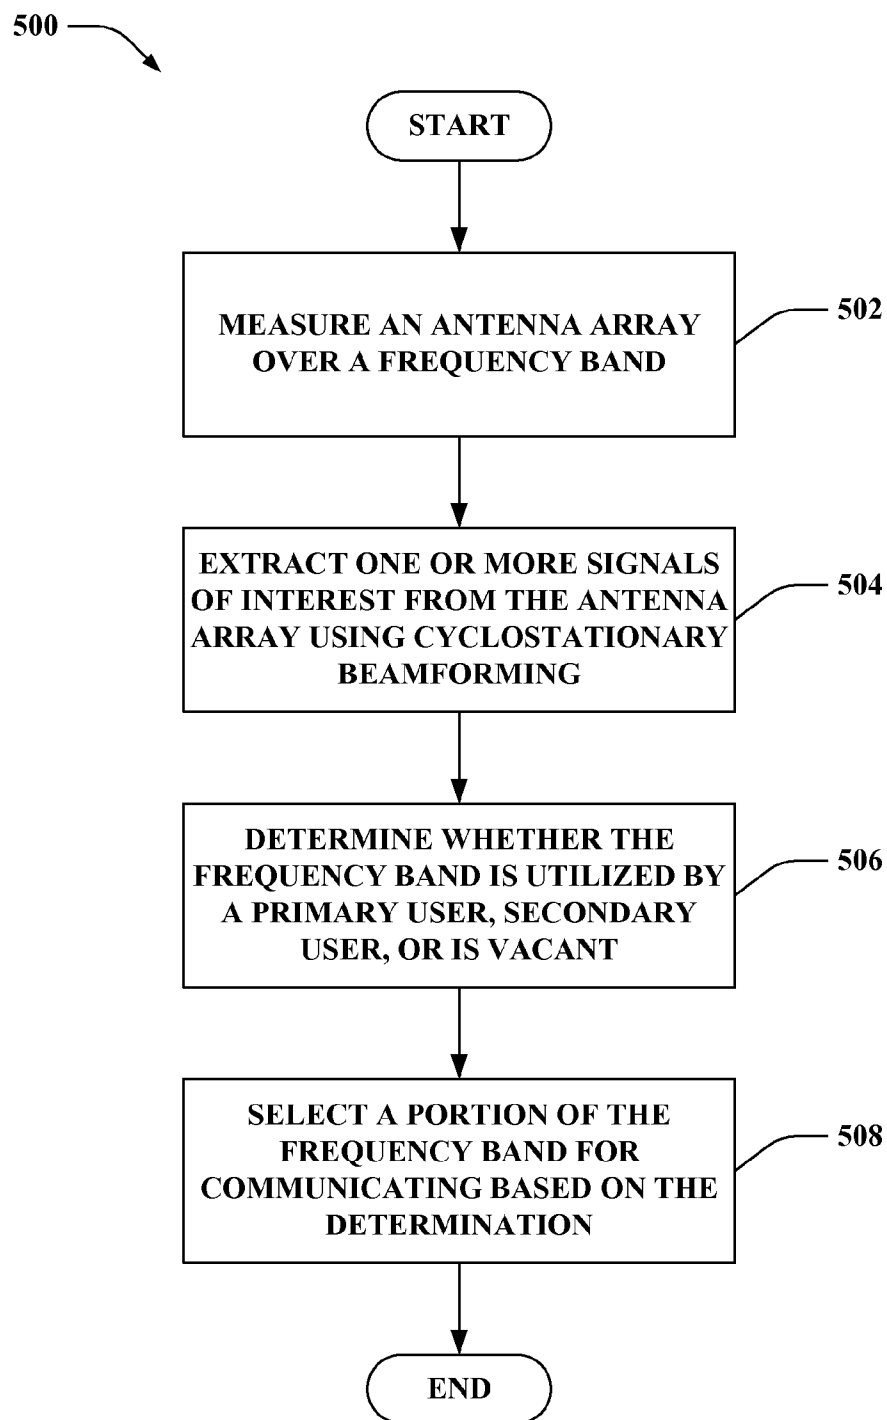 500
START
MEASURE AN ANTENNA ARRAY
OVER A FREQUENCY BAND
502
EXTRACT ONE OR MORE SIGNALS
OF INTEREST FROM THE ANTENNA
ARRAY USING CYCLOSTATIONARY
BEAMFORMING
504
DETERMINE WHETHER THE
FREQUENCY BAND IS UTILIZED BY
A PRIMARY USER, SECONDARY
USER, OR IS VACANT
506
SELECT A PORTION OF THE
FREQUENCY BAND FOR
COMMUNICATING BASED ON THE
DETERMINATION
508
END